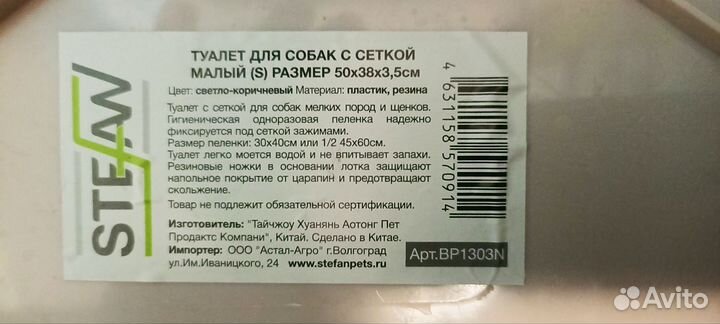 STEFAN
ТУАЛЕТ ДЛЯ СОБАК С СЕТКОЙ
МАЛЫЙ (S) РАЗМЕР 50х38х3,5см
Цвет: светло-коричневый Материал: пластик, резина
Туалет с сеткой для собак мелких пород и щенков.
Гигиеническая одноразовая пеленка надежно
фиксируется под сеткой зажимами.
Размер пеленки: 30х40см или 1/2 45х60см.
Туалет легко моется водой и не впитывает запахи.
Резиновые ножки в основании лотка защищают
напольное покрытие от царапин и предотвращают
скольжение.
Товар не подлежит обязательной сертификации.
Изготовитель: "Тайчжоу Хуанянь Аотонг Пет
Продактс Компани", Китай. Сделано в Китае.
Импортер: ООО "Астал-Агро" г.Волгоград
ул.Им.Иваницкого, 24 www.stefanpets.ru
4 631158 570914
Арт.BP1303N
Avito